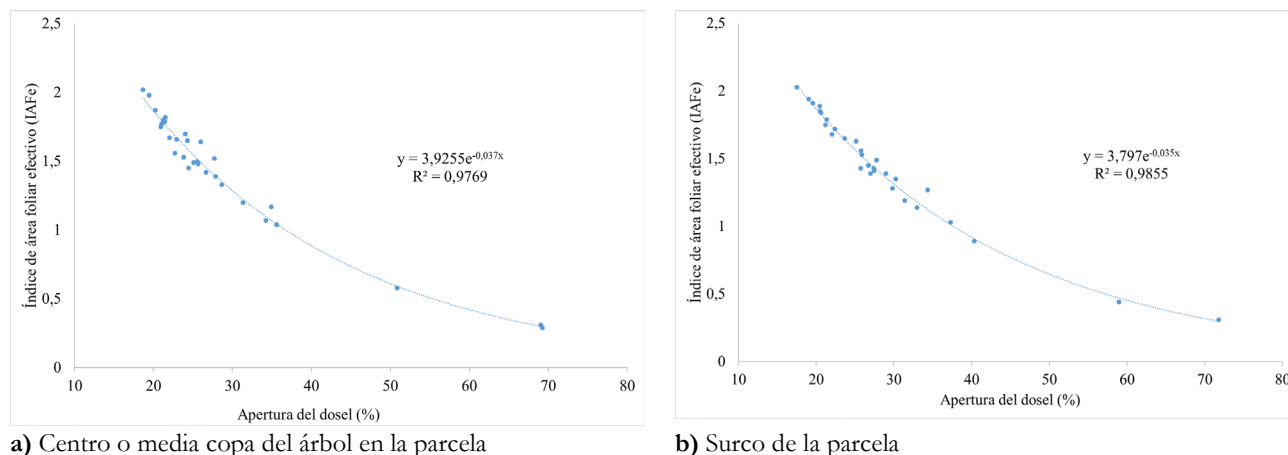 2,5
2
1,5
1
0,5
0
Índice de área foliar efectivo (IAFe)
y = 3,9255e^-0,037x
R² = 0,9769
10 20 30 40 50 60 70 80
Apertura del dosel (%)
a) Centro o media copa del árbol en la parcela
2,5
2
1,5
1
0,5
0
Índice de área foliar efectivo (IAFe)
y = 3,797e^-0,035x
R² = 0,9855
10 20 30 40 50 60 70 80
Apertura del dosel (%)
b) Surco de la parcela